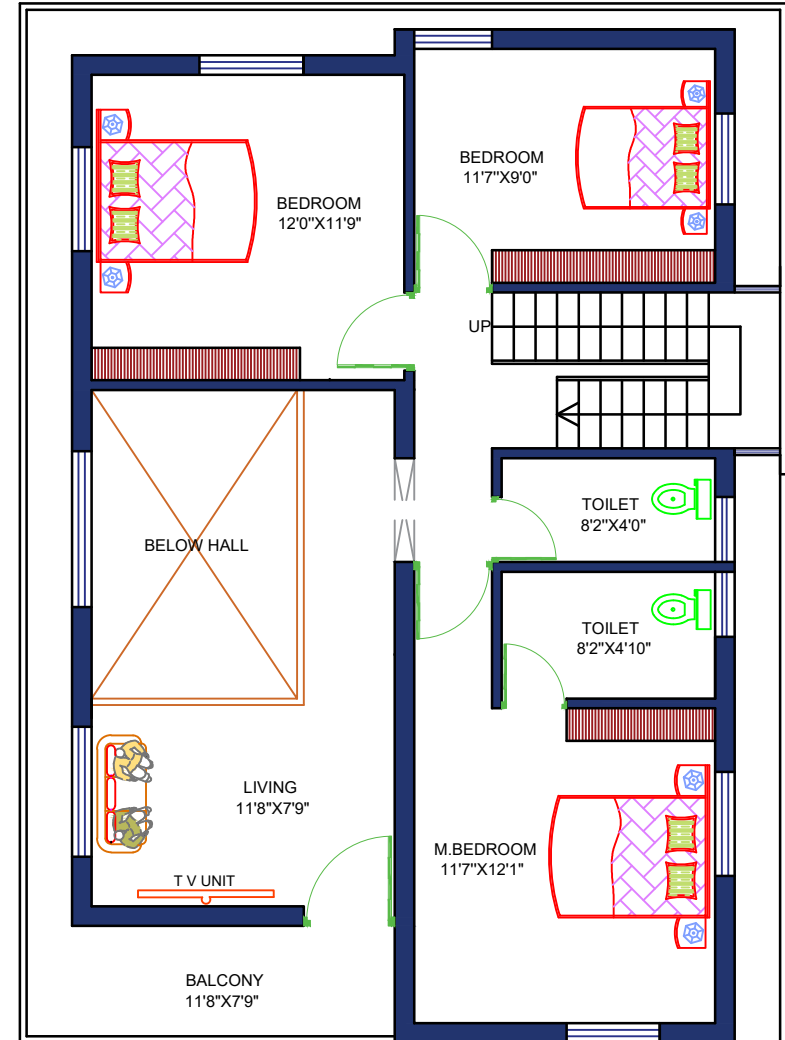 BEDROOM
11'7"X9'0"
BEDROOM
12'0"X11'9"
UP
TOILET
8'2"X4'0"
BELOW HALL
TOILET
8'2"X4'10"
LIVING
11'8"X7'9"
M.BEDROOM
11'7"X12'1"
T V UNIT
BALCONY
11'8"X7'9"